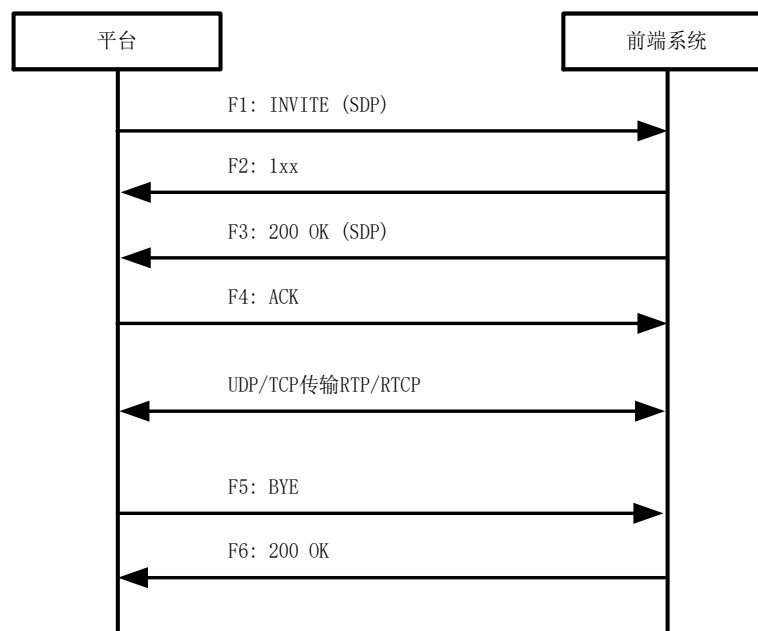 平台
前端系统
F1: INVITE (SDP)
F2: 1xx
F3: 200 OK (SDP)
F4: ACK
UDP/TCP传输RTP/RTCP
F5: BYE
F6: 200 OK